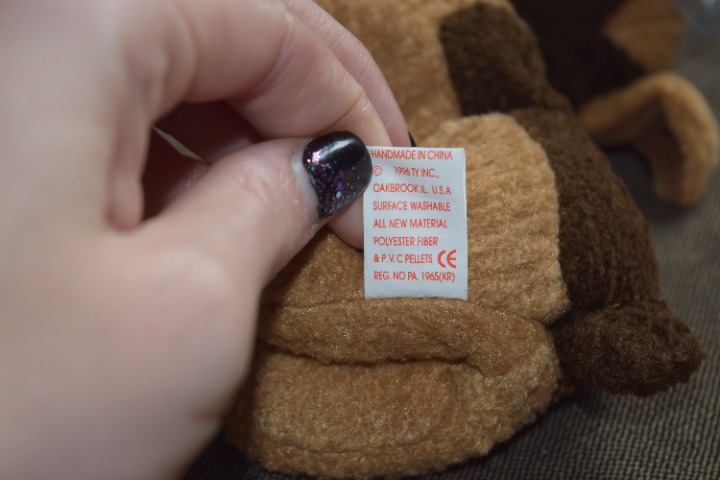 HANDMADE IN CHINA
© 1996 TY INC.,
OAKBROOK IL, U.S.A
SURFACE WASHABLE
ALL NEW MATERIAL
POLYESTER FIBER
& P.V.C PELLETS CE
REG. NO PA. 1965(KR)